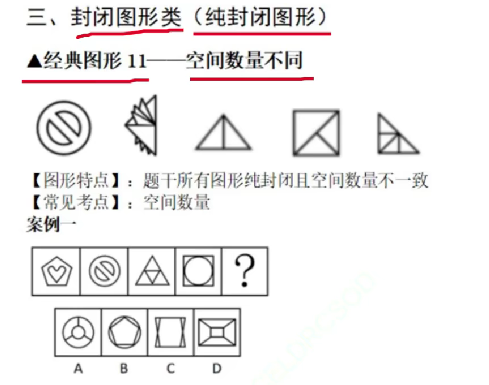 三、封闭图形类（纯封闭图形）
▲经典图形 11——空间数量不同
【图形特点】：题干所有图形纯封闭且空间数量不一致
【常见考点】：空间数量
案例一
?
A B C D